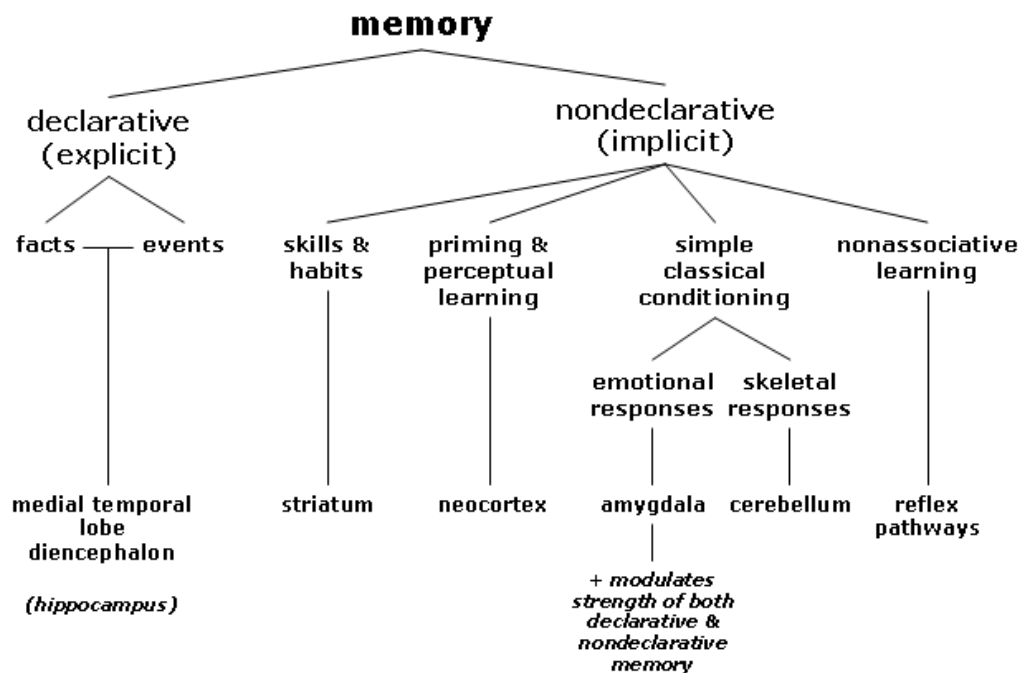 memory
declarative
(explicit)
nondeclarative
(implicit)
facts
events
skills &
habits
priming &
perceptual
learning
simple
classical
conditioning
nonassociative
learning
emotional
responses
skeletal
responses
medial temporal
lobe
diencephalon
(hippocampus)
striatum
neocortex
amygdala
cerebellum
reflex
pathways
+ modulates
strength of both
declarative &
nondeclarative
memory